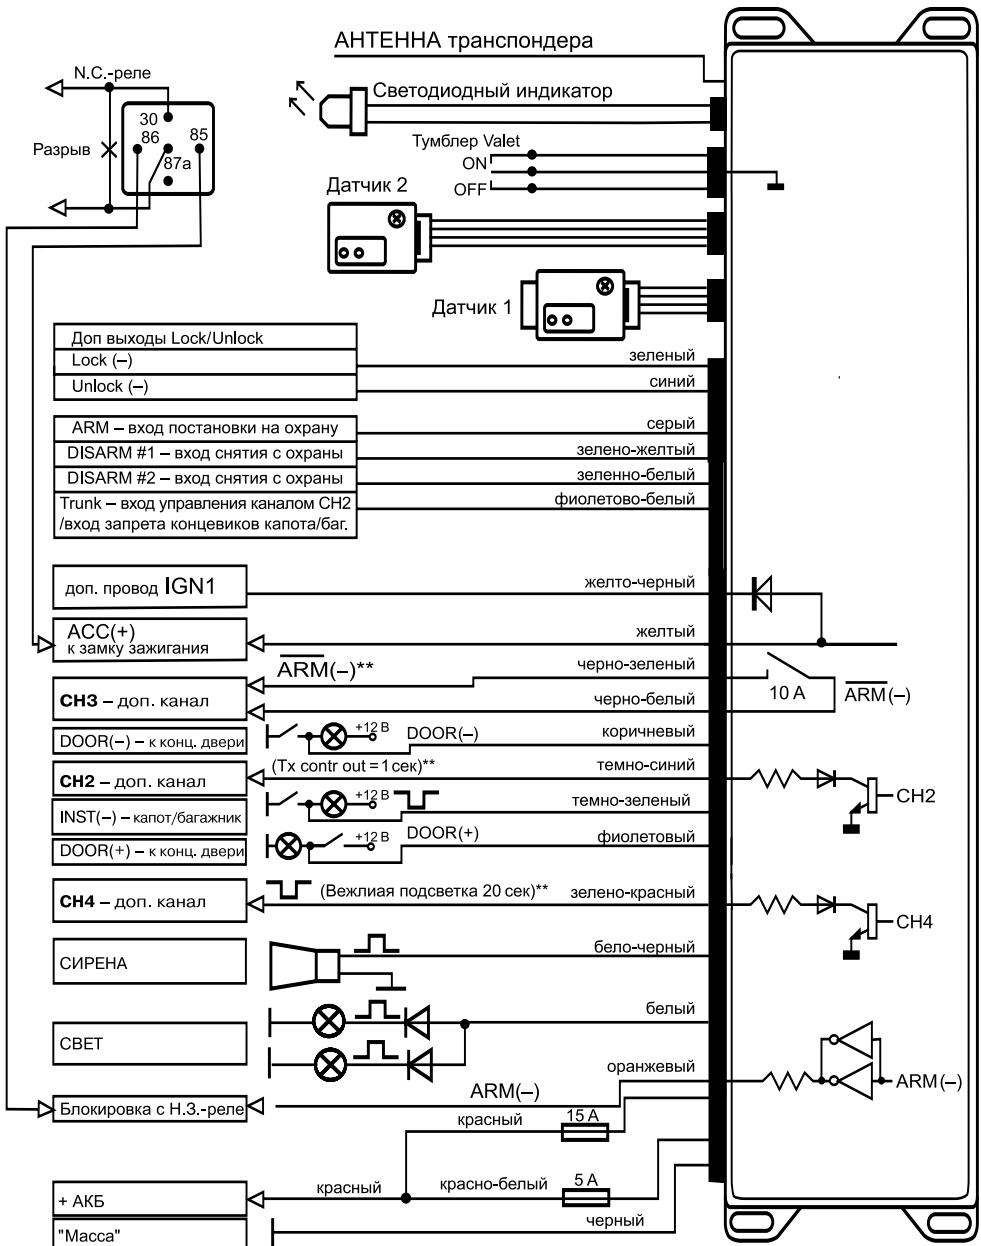 АНТЕННА транспондера
N.C.-реле
Светодиодный индикатор
30
86
85
87a
Разрыв
Тумблер Valet
ON
OFF
Датчик 2
Датчик 1
Доп выходы Lock/Unlock
Lock (–)
зеленый
Unlock (–)
синий
ARM – вход постановки на охрану
серый
DISARM #1 – вход снятия с охраны
зелено-желтый
DISARM #2 – вход снятия с охраны
зеленно-белый
Trunk – вход управления каналом CH2
/вход запрета концевиков капота/баг.
фиолетово-белый
доп. провод IGN1
желто-черный
ACC(+)
к замку зажигания
желтый
ARM(–)**
черно-зеленый
10 А
ARM(–)
CH3 – доп. канал
черно-белый
DOOR(–) – к конц. двери
+12 В
DOOR(–)
коричневый
CH2 – доп. канал
(Tx contr out = 1 сек)**
темно-синий
CH2
INST(–) – капот/багажник
+12 В
темно-зеленый
DOOR(+) – к конц. двери
+12 В
DOOR(+)
фиолетовый
CH4 – доп. канал
(Вежлиая подсветка 20 сек)**
зелено-красный
CH4
СИРЕНА
бело-черный
СВЕТ
белый
оранжевый
ARM(–)
Блокировка с Н.З.-реле
ARM(–)
красный
15 А
+ АКБ
красный
красно-белый
5 А
"Масса"
черный